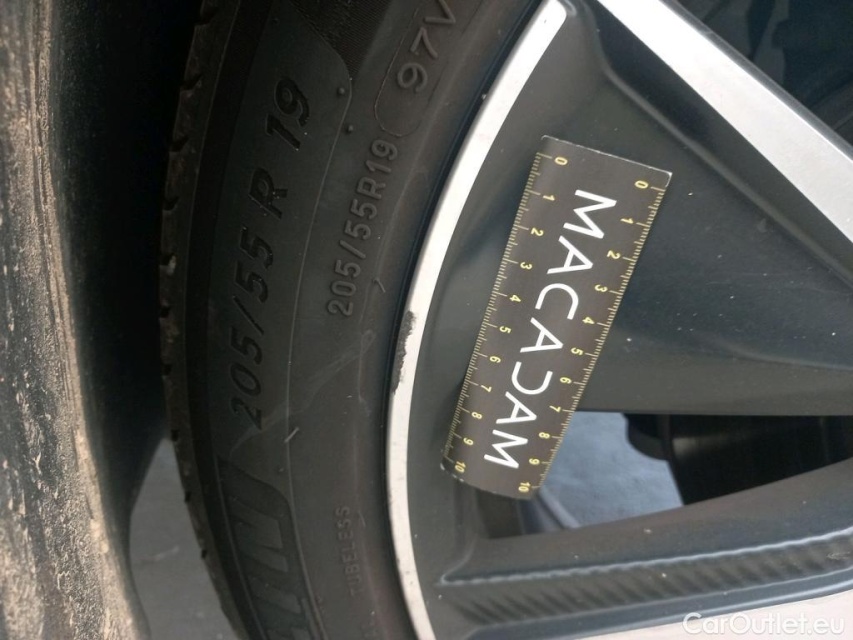 205/55 R 19
205/55R19 97V
TUBELESS
0 1 2 3 4 5 6 7 8 9 10
MACADAM
0 1 2 3 4 5 6 7 8 9 10
CarOutlet.eu